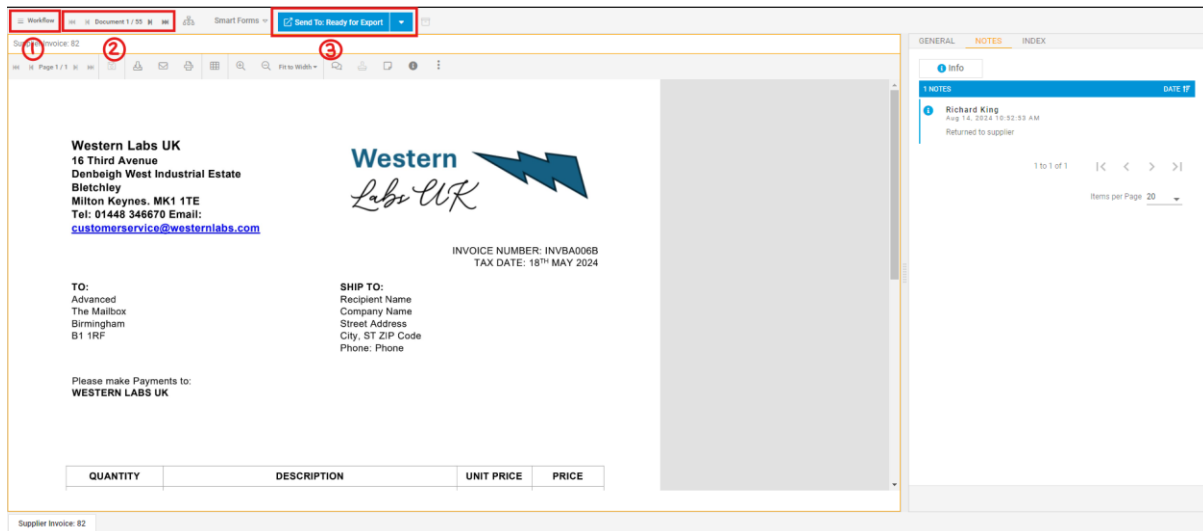 Workflow
Document 1 / 55
Smart Forms
Send To: Ready for Export
1
2
3
Supplier Invoice: 82
Page 1 / 1
Fit to Width
GENERAL NOTES INDEX
Info
1 NOTES DATE
Richard King
Aug 14, 2024 10:52:53 AM
Returned to supplier
1 to 1 of 1
Items per Page 20
Western Labs UK
16 Third Avenue
Denbeigh West Industrial Estate
Bletchley
Milton Keynes. MK1 1TE
Tel: 01448 346670 Email:
customerservice@westernlabs.com
Western
Labs UK
INVOICE NUMBER: INVBA006B
TAX DATE: 18TH MAY 2024
TO:
Advanced
The Mailbox
Birmingham
B1 1RF
SHIP TO:
Recipient Name
Company Name
Street Address
City, ST ZIP Code
Phone: Phone
Please make Payments to:
WESTERN LABS UK
QUANTITY DESCRIPTION UNIT PRICE PRICE
Supplier Invoice: 82